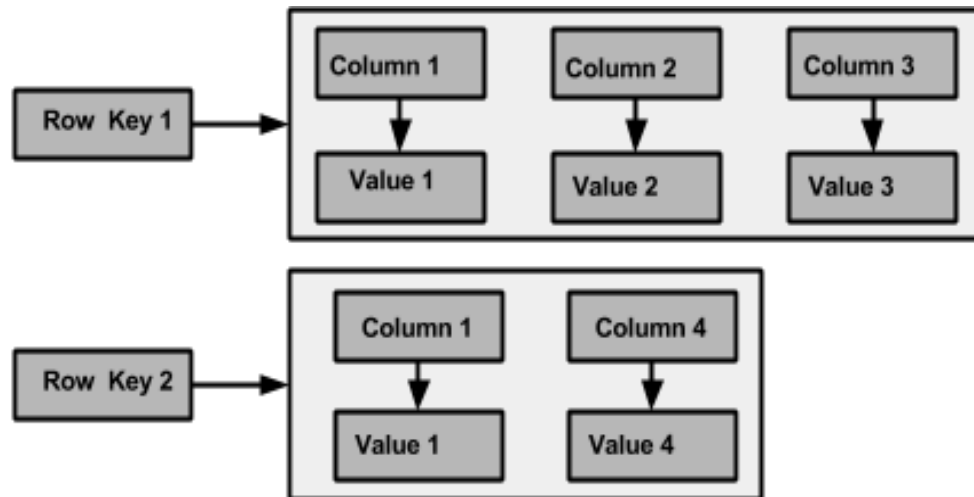 Column 1
Column 2
Column 3
Row Key 1
Value 1
Value 2
Value 3
Column 1
Column 4
Row Key 2
Value 1
Value 4